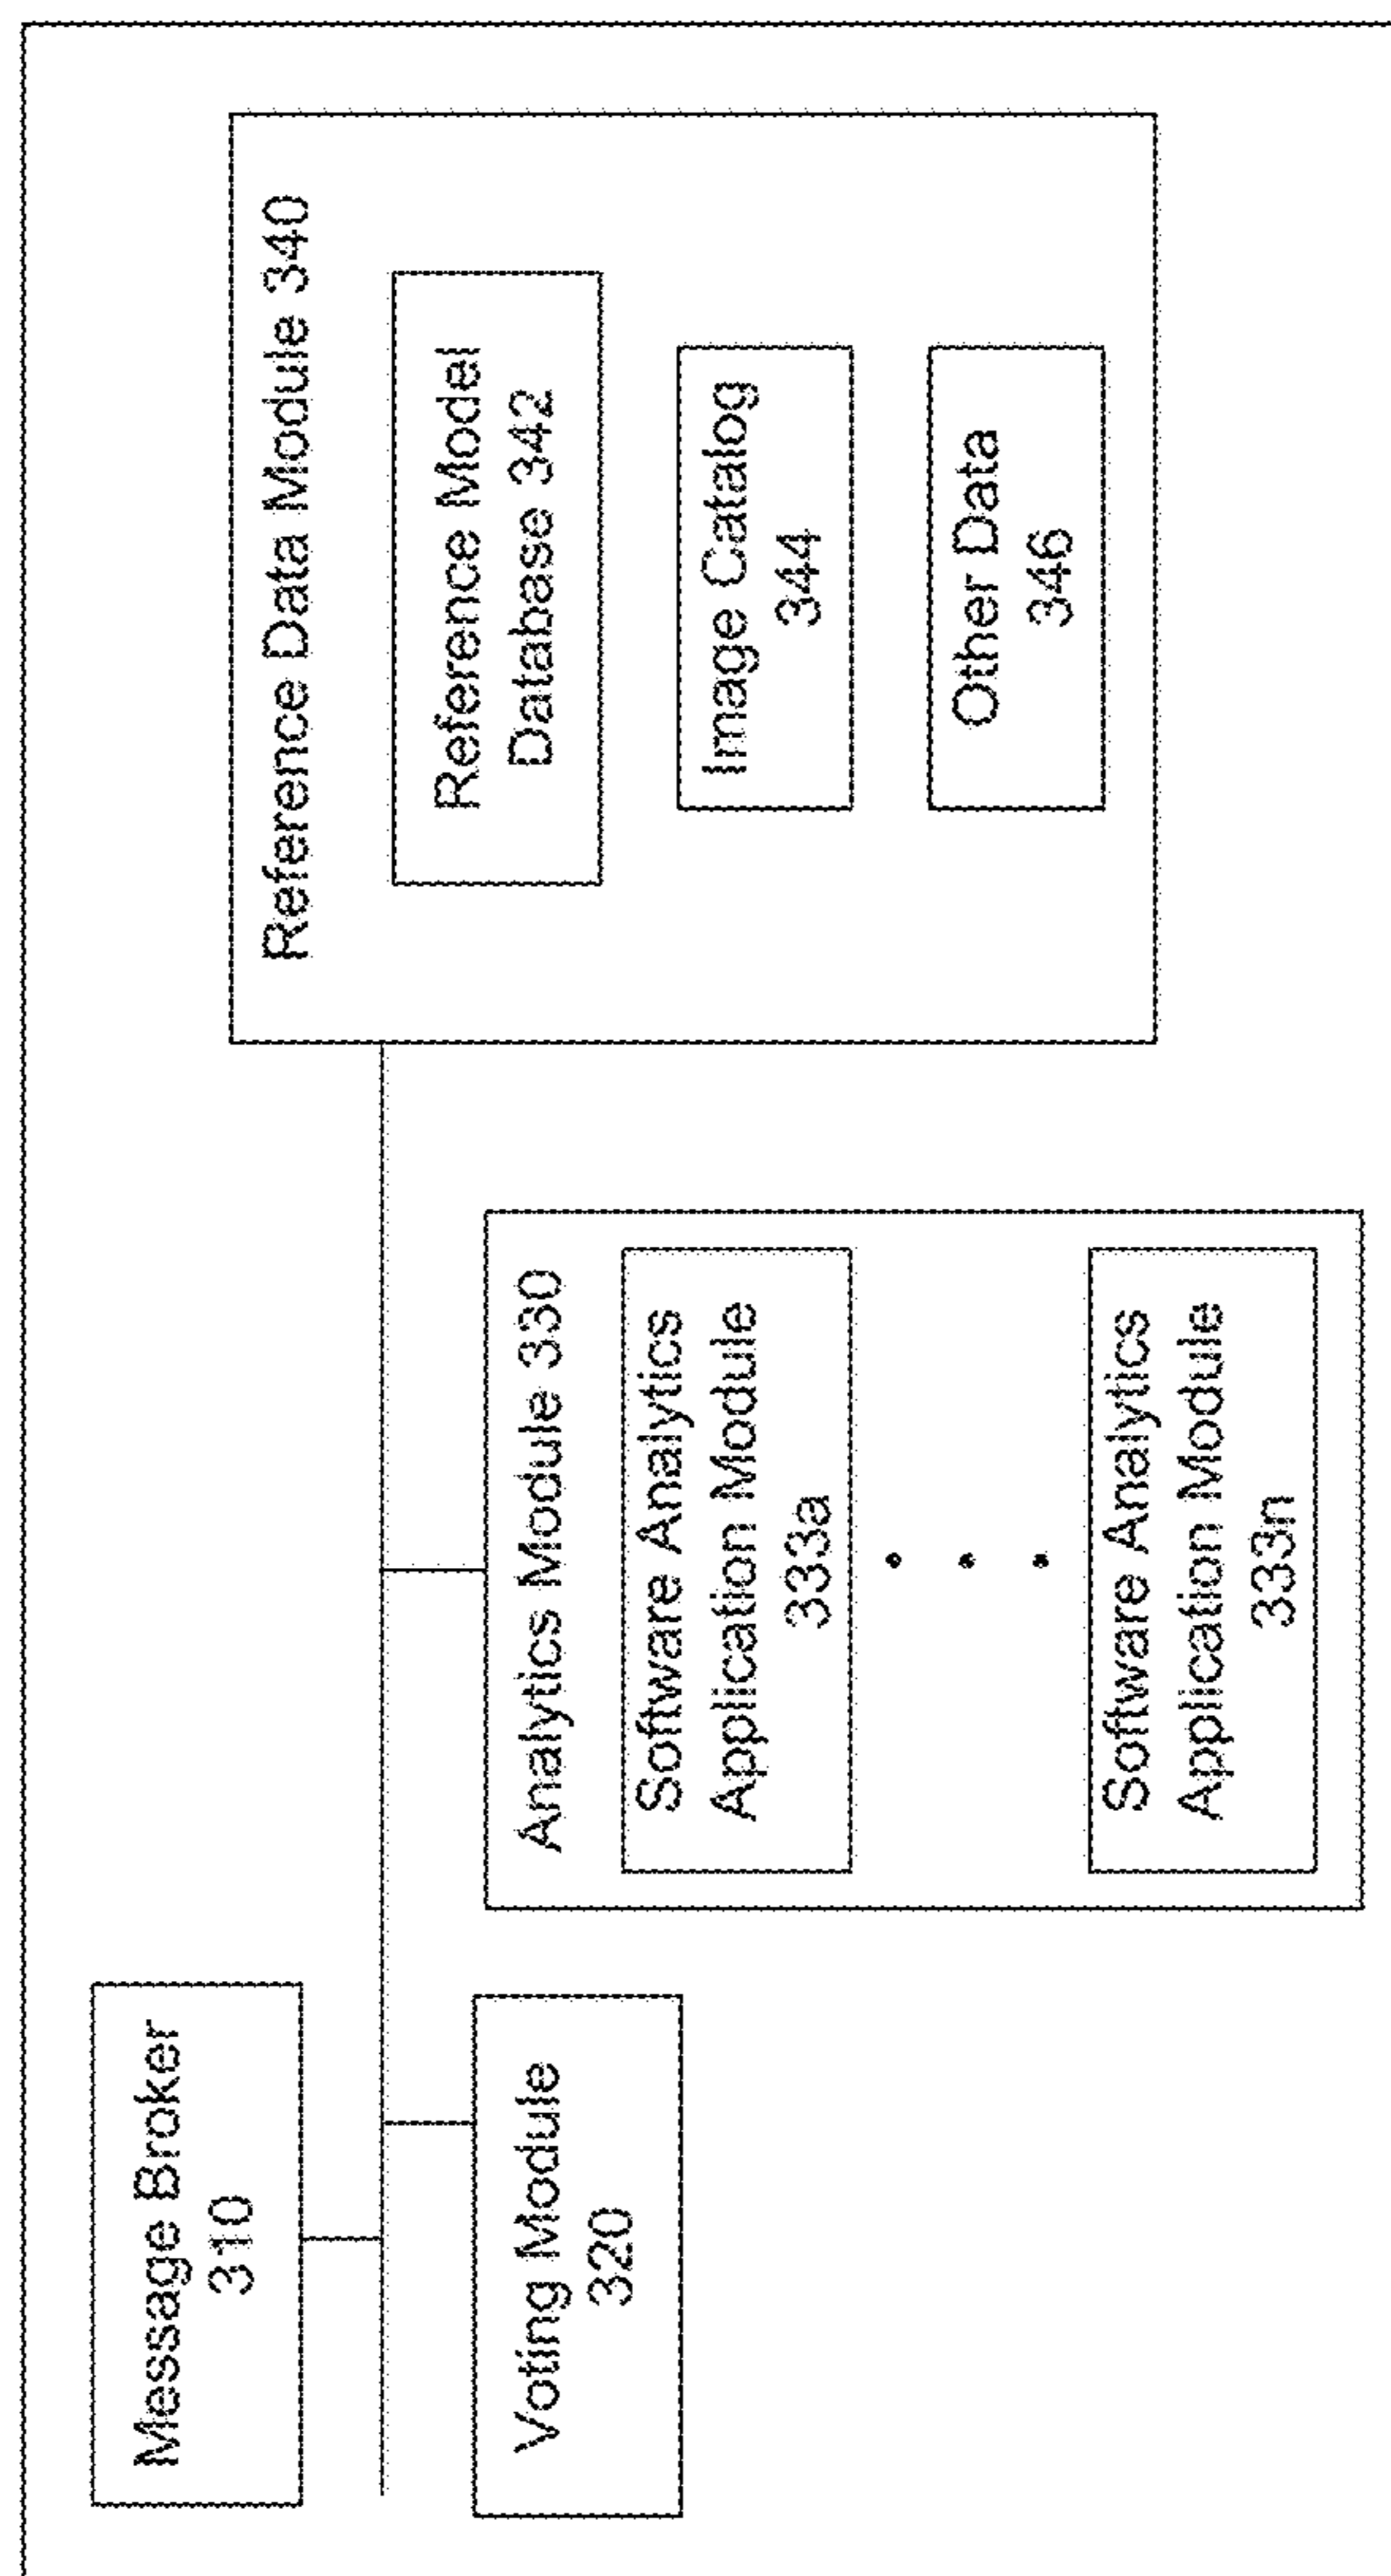 Message Broker
310
Voting Module
320
Analytics Module 330
Software Analytics
Application Module
333a
Software Analytics
Application Module
333n
Reference Data Module 340
Reference Model
Database 342
Image Catalog
344
Other Data
346